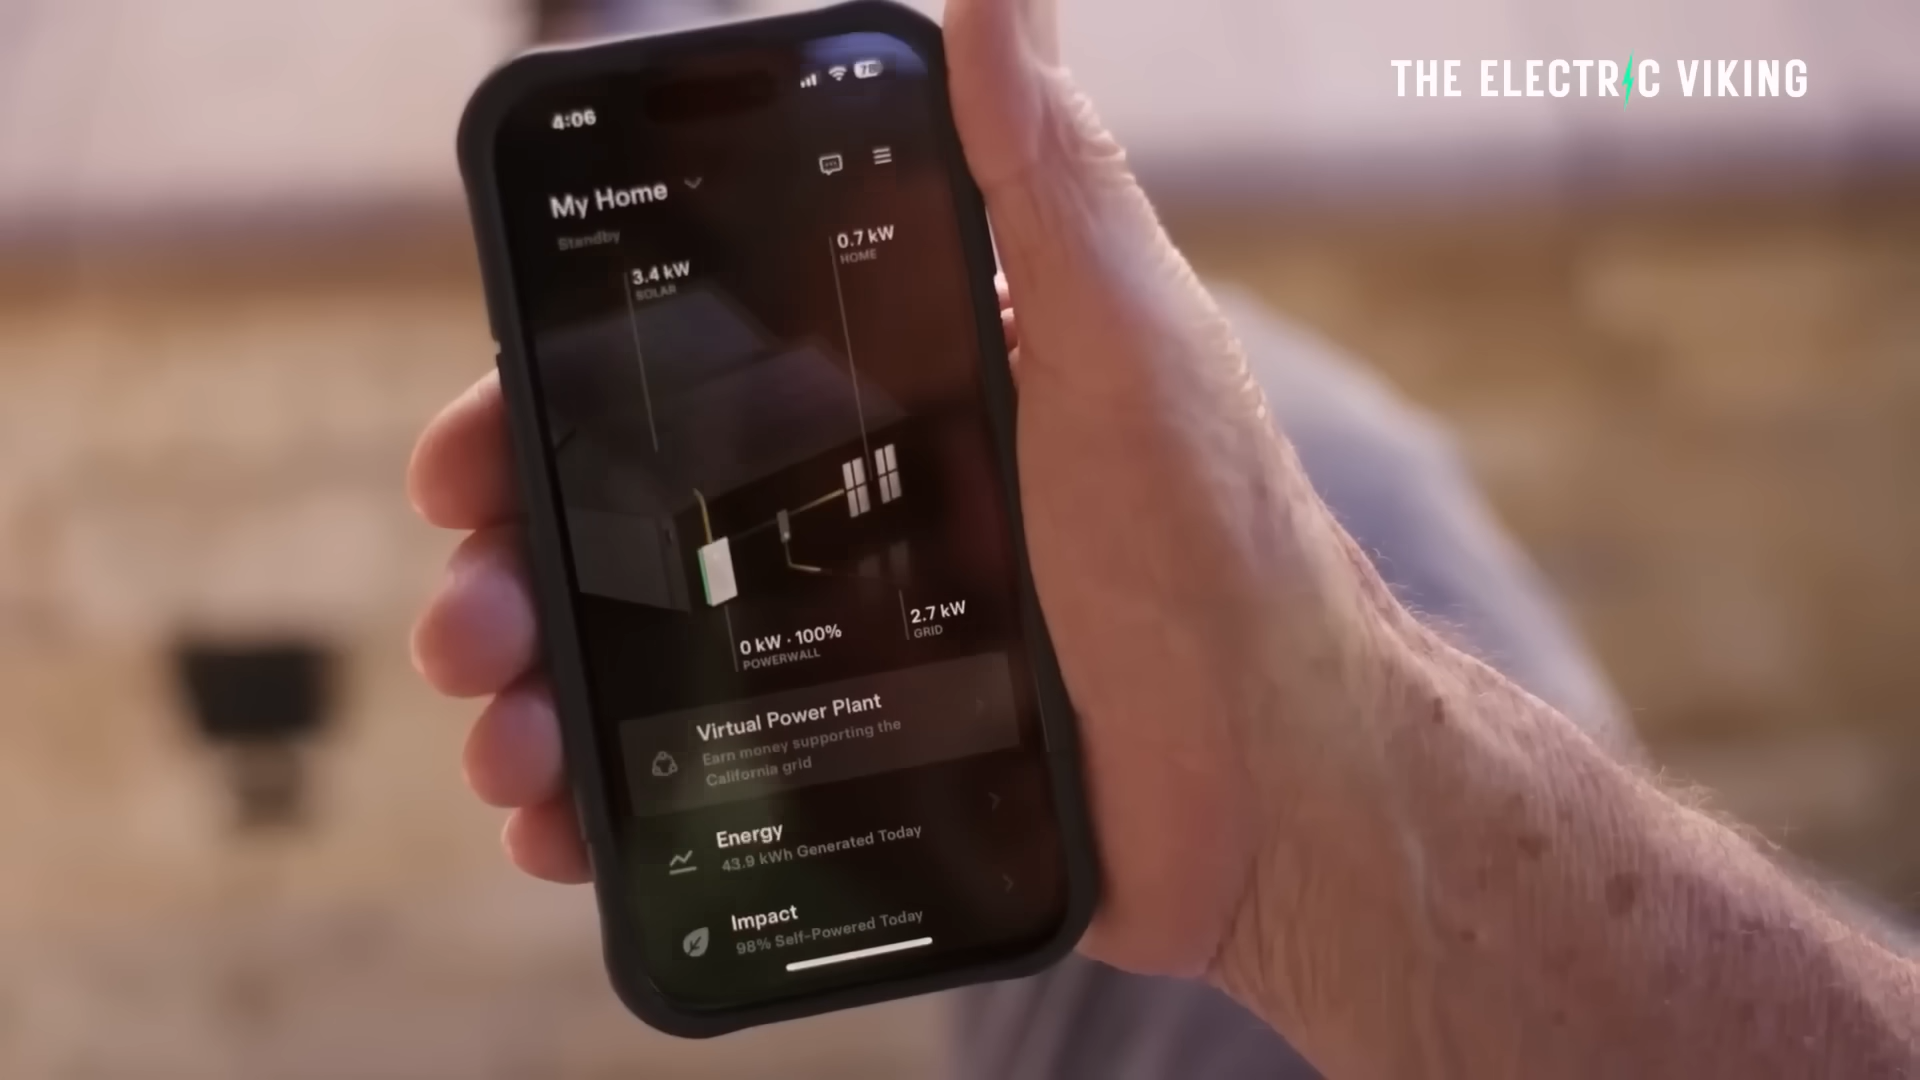 THE ELECTRIC VIKING
4:06
78
My Home
Standby
0.7 kW
HOME
3.4 kW
SOLAR
0 kW · 100%
POWERWALL
2.7 kW
GRID
Virtual Power Plant
Earn money supporting the
California grid
Energy
43.9 kWh Generated Today
Impact
98% Self-Powered Today